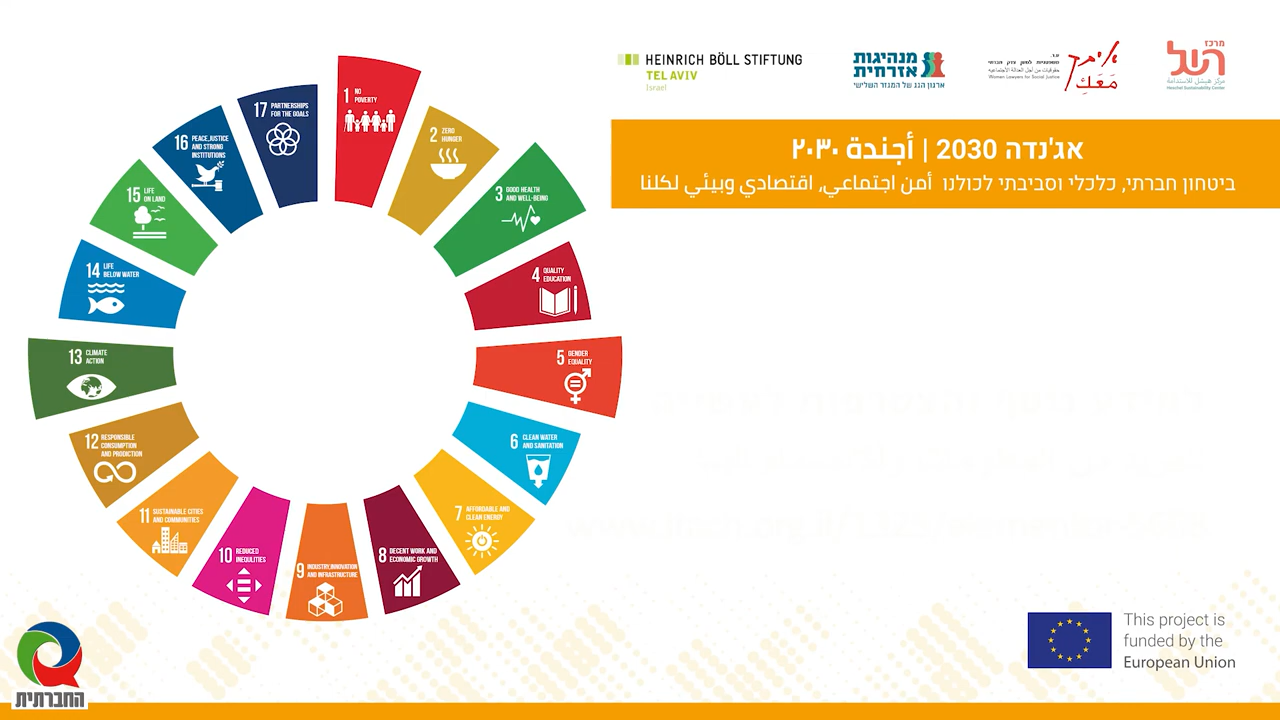 HEINRICH BÖLL STIFTUNG
TEL AVIV
Israel
מנהיגות
אזרחית
ארגון הגג של המגזר השלישי
איתך
مَعَكِ
Women Lawyers for Social Justice
מרכז
השל
مركز هيشل للاستدامة
Heschel Sustainability Center
אג'נדה 2030 | أجندة ٢٠٣٠
ביטחון חברתי, כלכלי וסביבתי לכולנו أمن اجتماعي, اقتصادي وبيئي لكلنا
1 NO
POVERTY
2 ZERO
HUNGER
3 GOOD HEALTH
AND WELL-BEING
4 QUALITY
EDUCATION
5 GENDER
EQUALITY
6 CLEAN WATER
AND SANITATION
7 AFFORDABLE AND
CLEAN ENERGY
8 DECENT WORK AND
ECONOMIC GROWTH
9 INDUSTRY, INNOVATION
AND INFRASTRUCTURE
10 REDUCED
INEQULITIES
11 SUSTAINABLE CITIES
AND COMMUNITIES
12 RESPONSIBLE
CONSUMPTION
AND PRODICTION
13 CLIMATE
ACTION
14 LIFE
BELOW WATER
15 LIFE
ON LAND
16 PEACE, JUSTICE
AND STRONG
INSTITUTIONS
17 PARTNERSHIPS
FOR THE GOALS
This project is
funded by the
European Union
החברתית